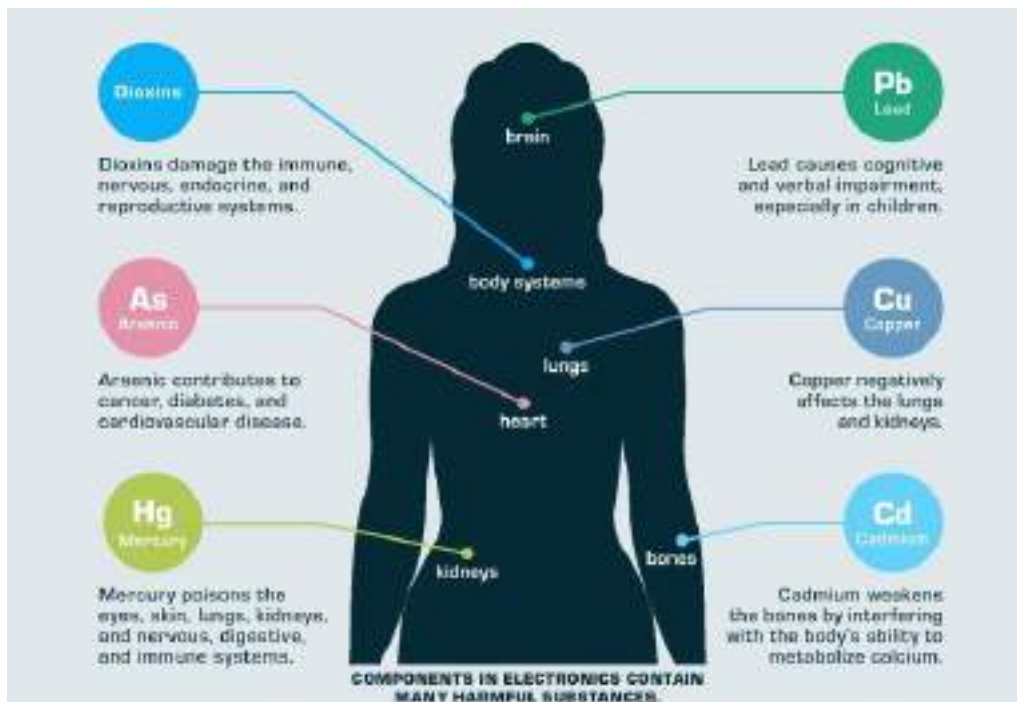 Dioxins
Dioxins damage the immune,
nervous, endocrine, and
reproductive systems.
As
Arsenic
Arsenic contributes to
cancer, diabetes, and
cardiovascular disease.
Hg
Mercury
Mercury poisons the
eyes, skin, lungs, kidneys,
and nervous, digestive,
and immune systems.
brain
body systems
lungs
heart
kidneys
bones
Pb
Lead
Lead causes cognitive
and verbal impairment,
especially in children.
Cu
Copper
Copper negatively
affects the lungs
and kidneys.
Cd
Cadmium
Cadmium weakens
the bones by interfering
with the body's ability to
metabolize calcium.
COMPONENTS IN ELECTRONICS CONTAIN
MANY HARMFUL SUBSTANCES.